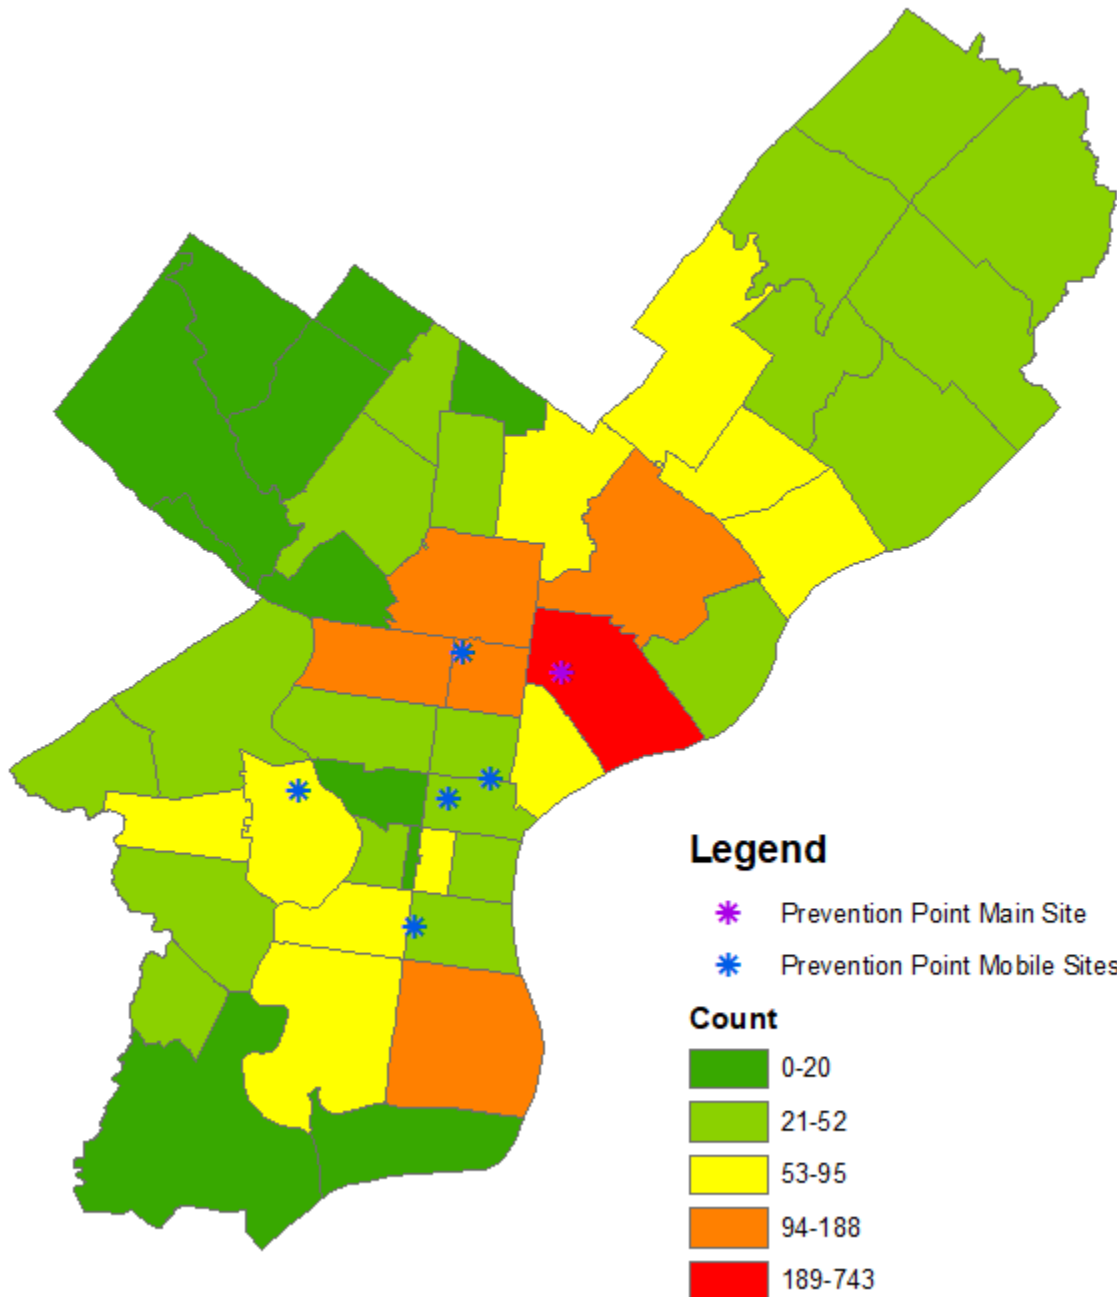 Legend
Prevention Point Main Site
Prevention Point Mobile Sites
Count
0-20
21-52
53-95
94-188
189-743